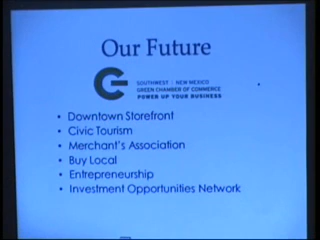 Our Future
SOUTHWEST | NEW MEXICO
GREEN CHAMBER OF COMMERCE
POWER UP YOUR BUSINESS
• Downtown Storefront
• Civic Tourism
• Merchant's Association
• Buy Local
• Entrepreneurship
• Investment Opportunities Network